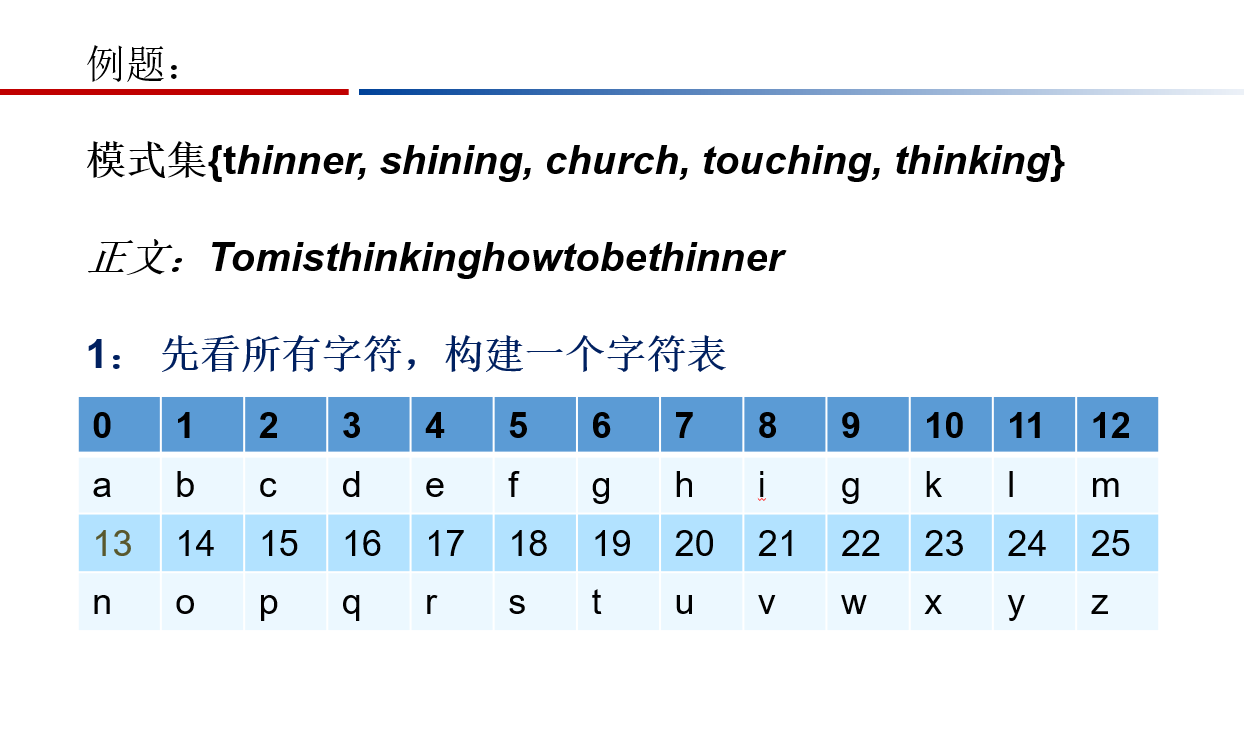 例题：
模式集{thinner, shining, church, touching, thinking}
正文：Tomisthinkinghowtobethinner
1： 先看所有字符，构建一个字符表
0 1 2 3 4 5 6 7 8 9 10 11 12
a b c d e f g h i g k l m
13 14 15 16 17 18 19 20 21 22 23 24 25
n o p q r s t u v w x y z